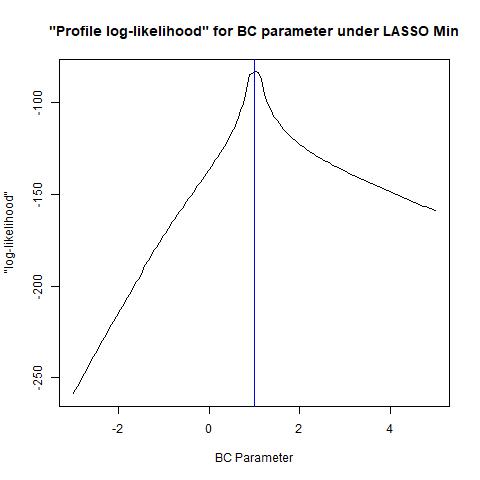 "Profile log-likelihood" for BC parameter under LASSO Min
"log-likelihood"
-100
-150
-200
-250
-2
0
2
4
BC Parameter